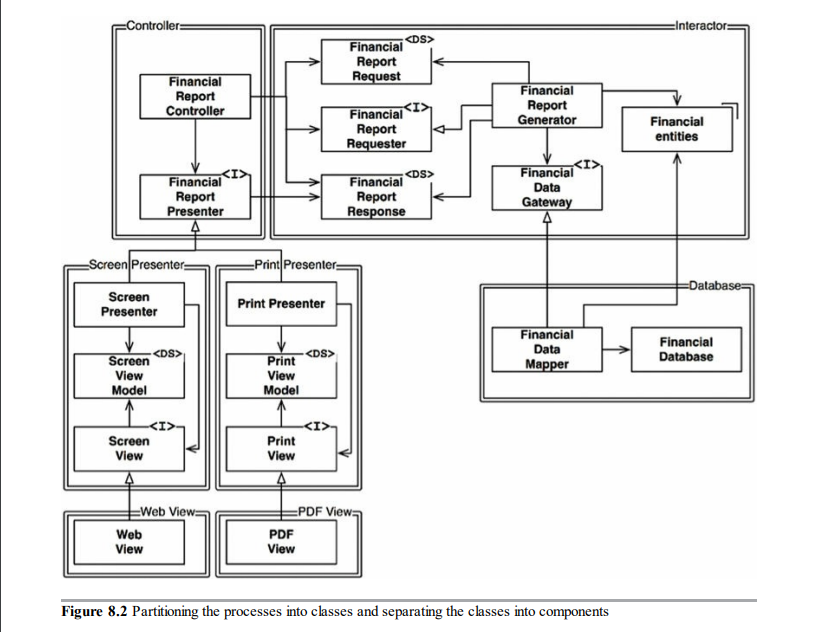 Controller
Interactor
Financial
Report
Controller
<I>
Financial
Report
Presenter
<DS>
Financial
Report
Request
<I>
Financial
Report
Requester
<DS>
Financial
Report
Response
Financial
Report
Generator
<I>
Financial
Data
Gateway
Financial
entities
Screen Presenter
Screen
Presenter
<DS>
Screen
View
Model
<I>
Screen
View
Print Presenter
Print Presenter
<DS>
Print
View
Model
<I>
Print
View
Database
Financial
Data
Mapper
Financial
Database
Web View
Web
View
PDF View
PDF
View
Figure 8.2 Partitioning the processes into classes and separating the classes into components